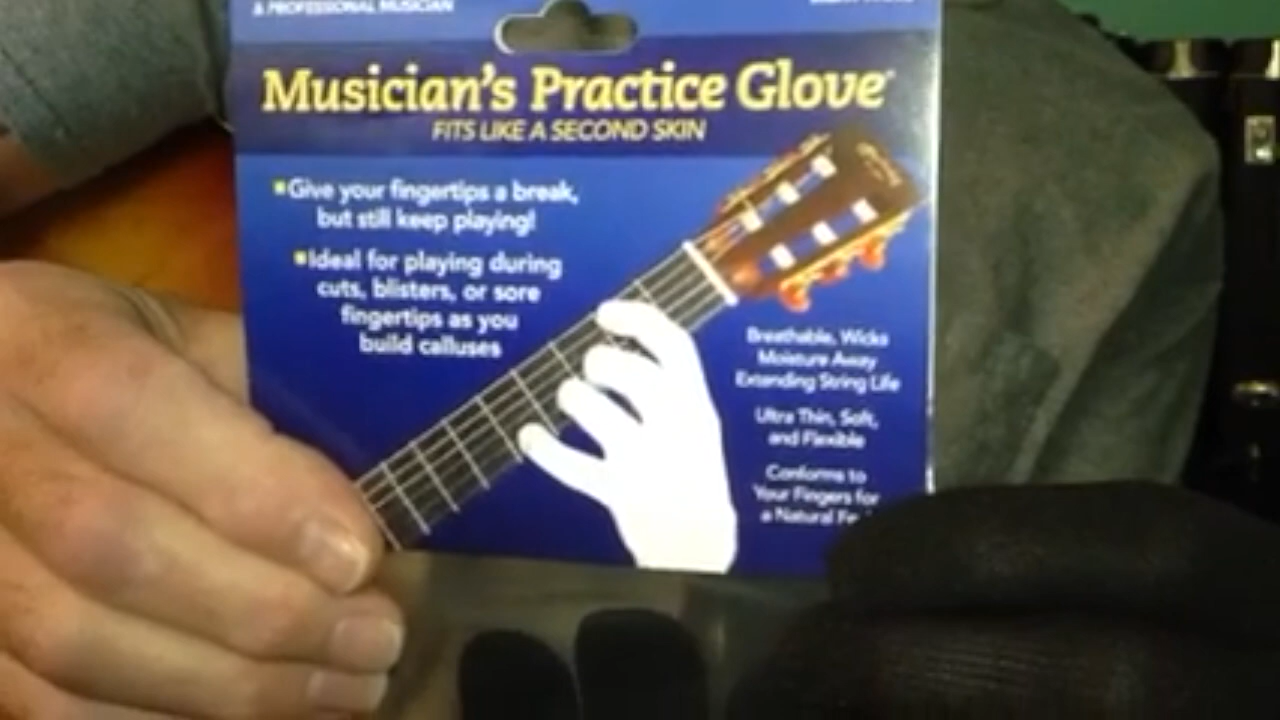 A PROFESSIONAL MUSICIAN
Musician's Practice Glove
FITS LIKE A SECOND SKIN
Give your fingertips a break,
but still keep playing!
Ideal for playing during
cuts, blisters, or sore
fingertips as you
build calluses
Breathable, Wicks
Moisture Away
Extending String Life
Ultra Thin, Soft,
and Flexible
Conforms to
Your Fingers for
a Natural